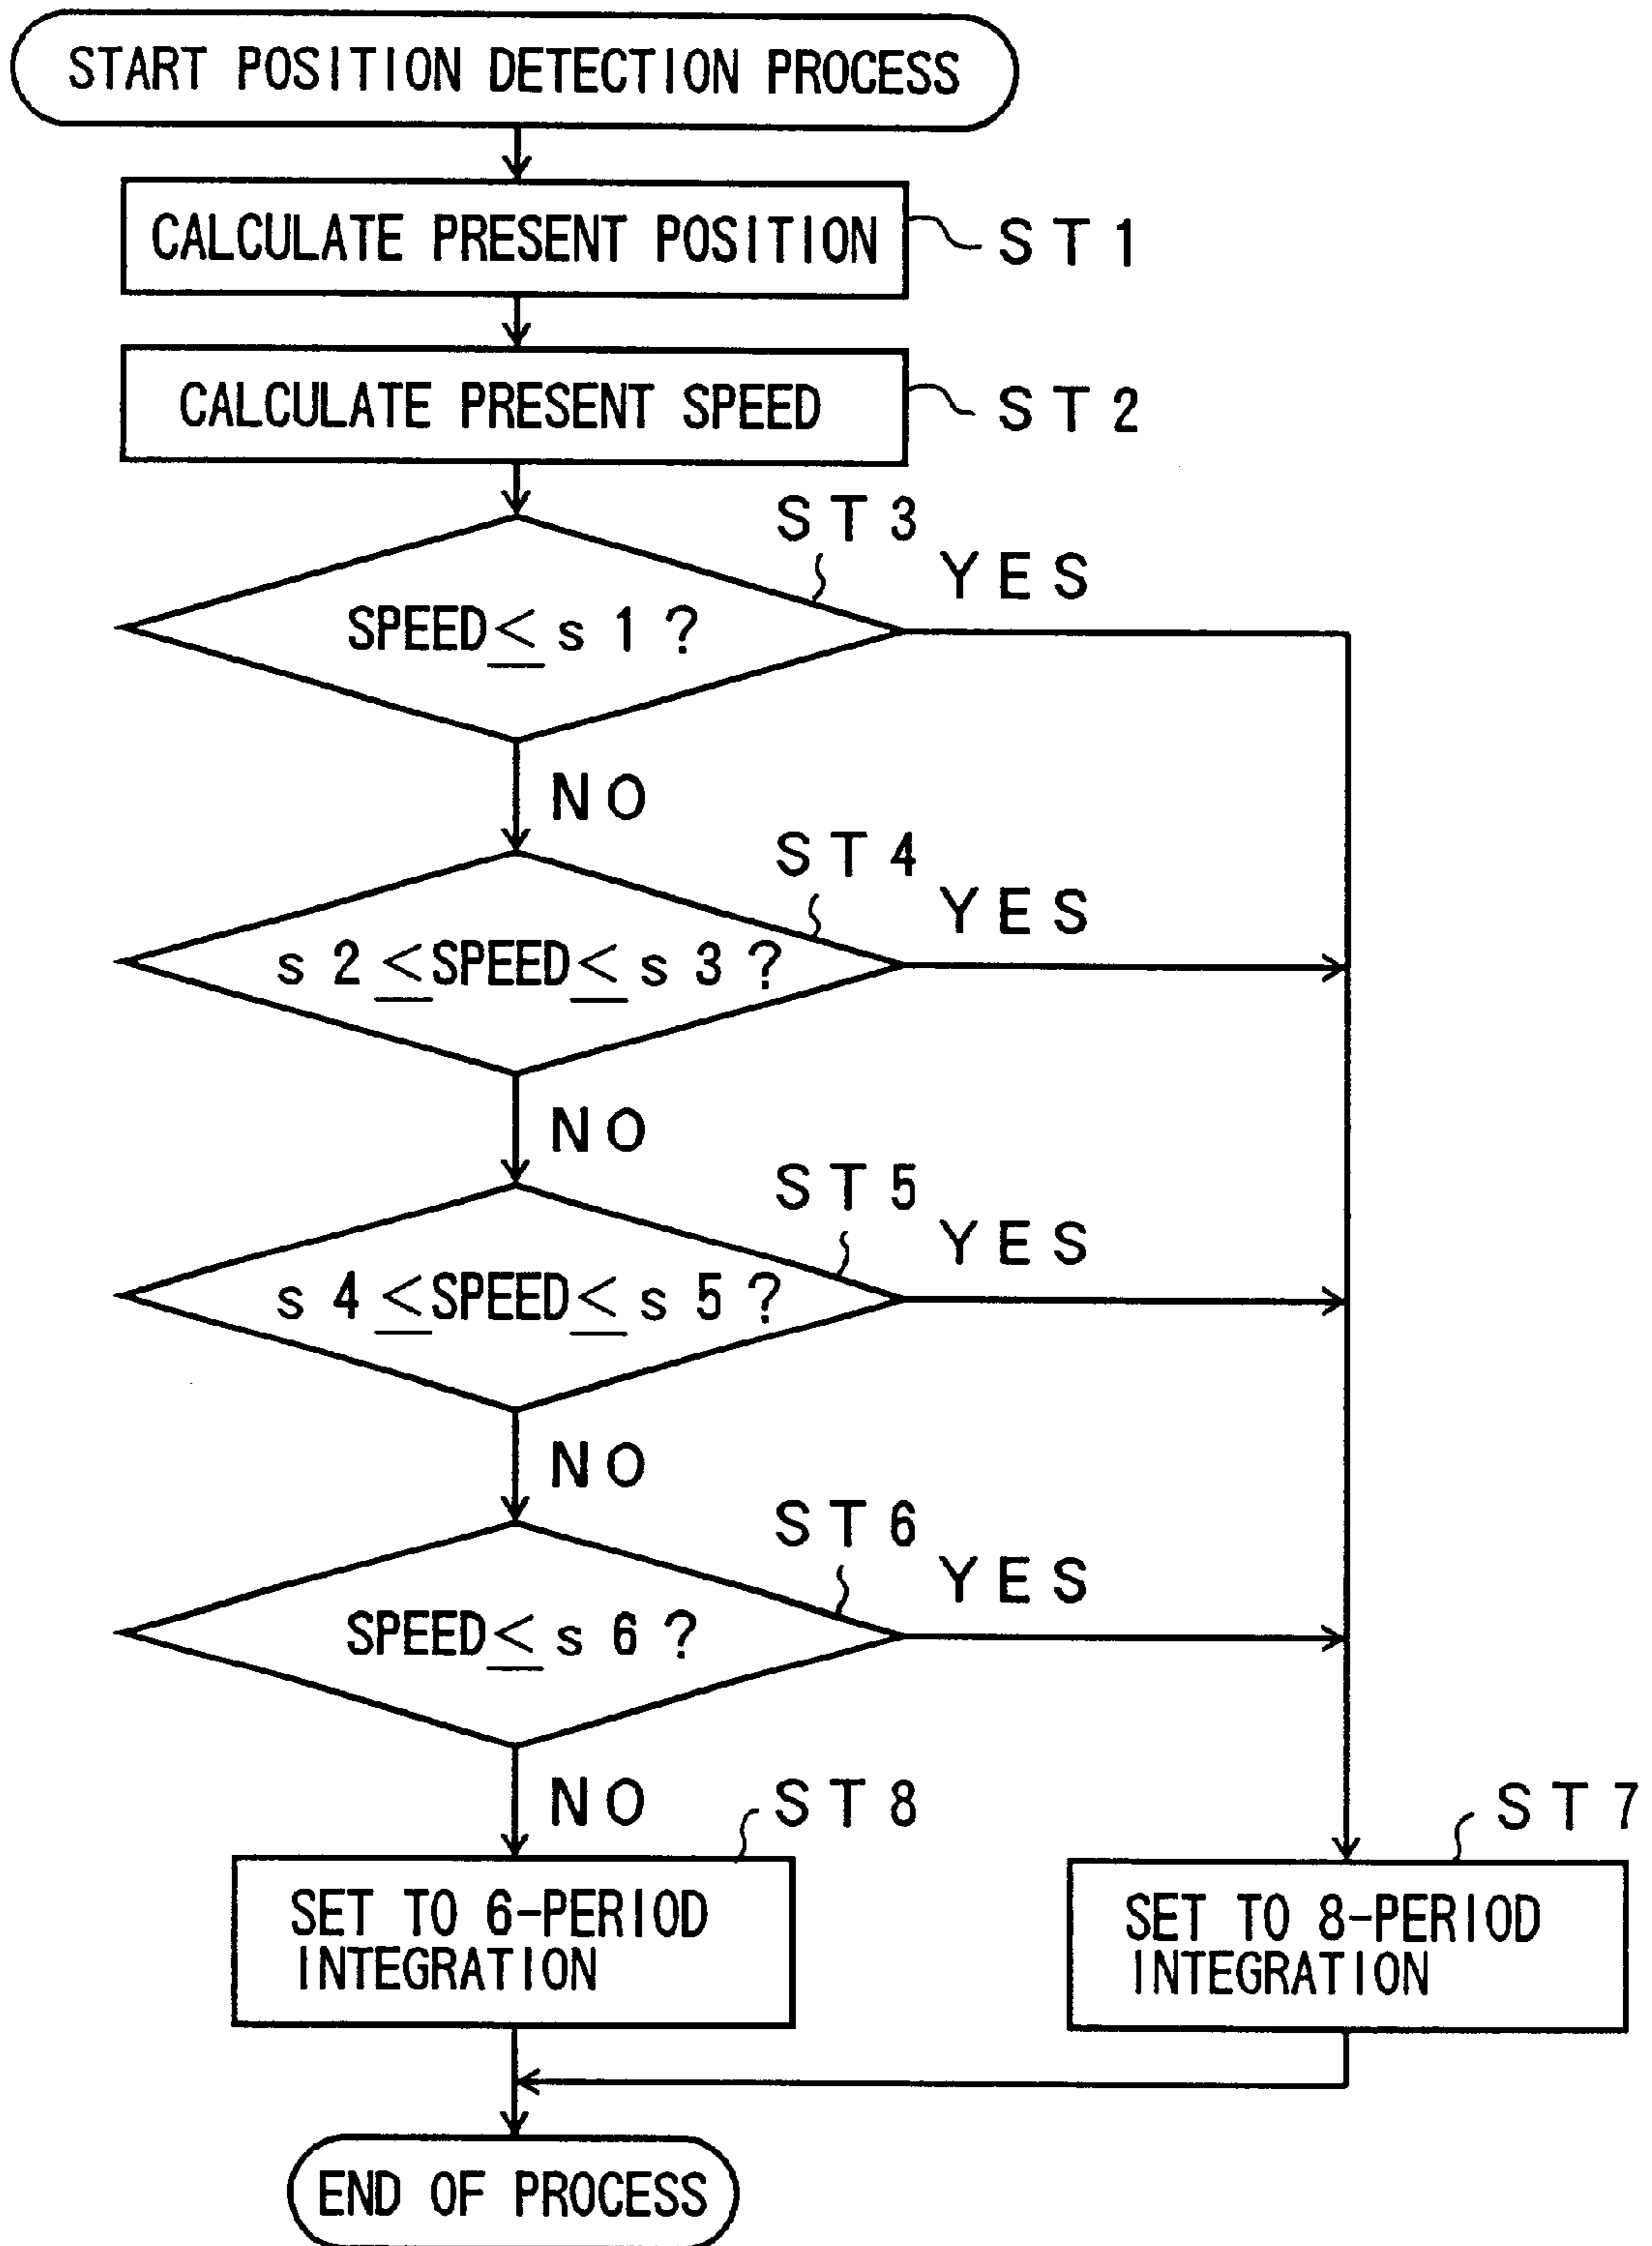 START POSITION DETECTION PROCESS
CALCULATE PRESENT POSITION
ST1
CALCULATE PRESENT SPEED
ST2
ST3
YES
SPEED≤s1?
NO
ST4
YES
s2≤SPEED≤s3?
NO
ST5
YES
s4≤SPEED≤s5?
NO
ST6
YES
SPEED≤s6?
NO
ST8
ST7
SET TO 6-PERIOD
INTEGRATION
SET TO 8-PERIOD
INTEGRATION
END OF PROCESS